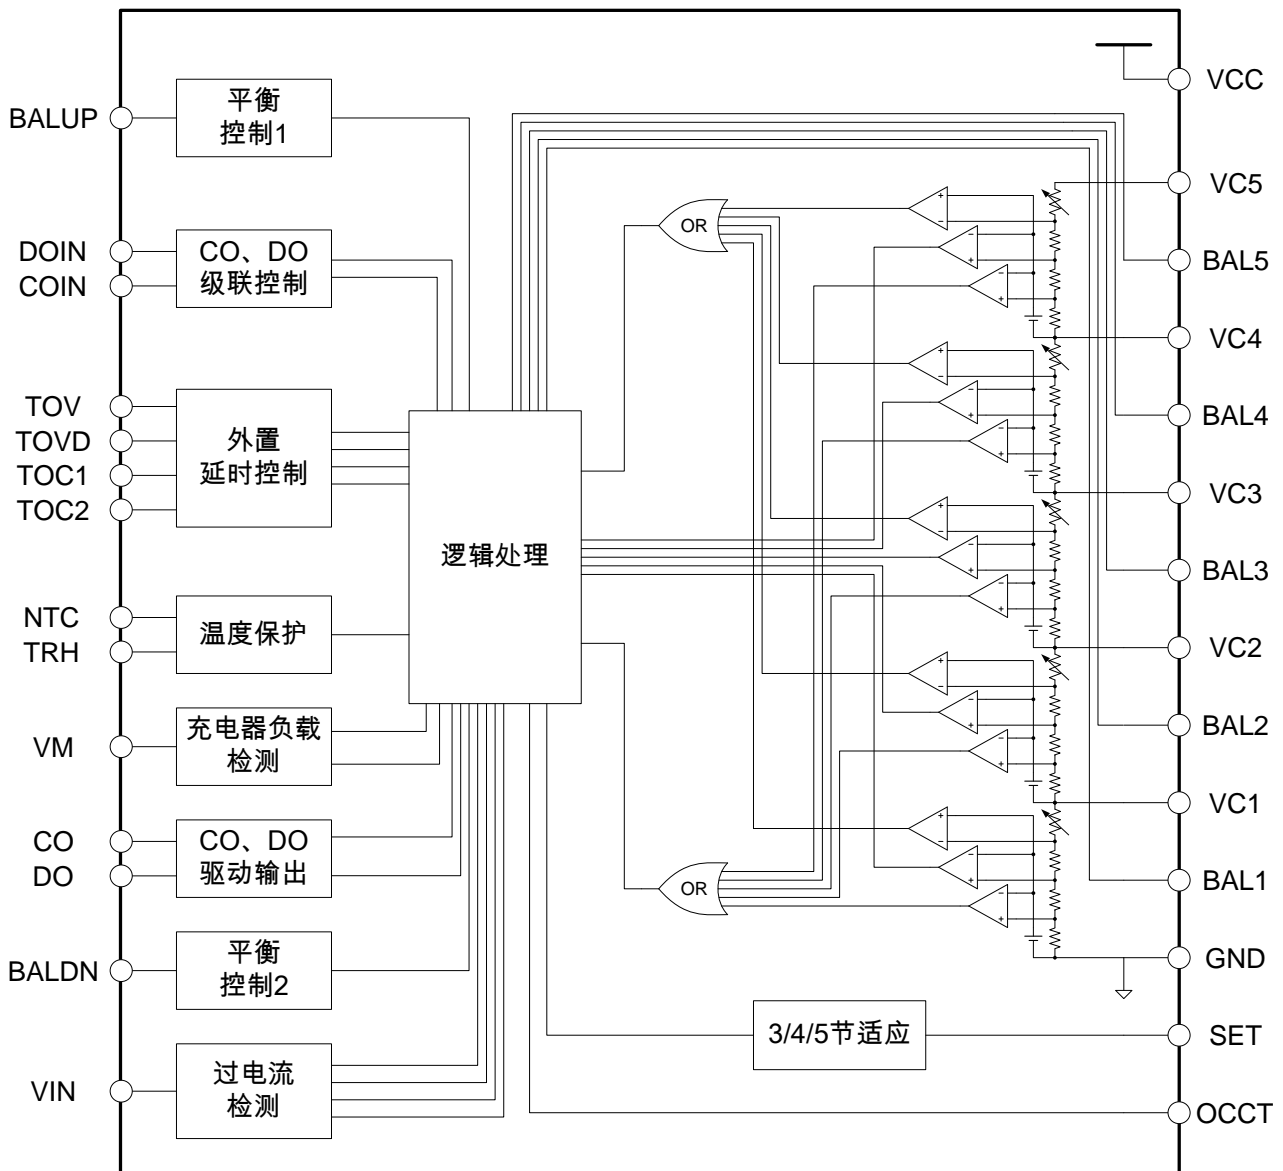 BALUP
平衡
控制1
DOIN
COIN
CO、DO
级联控制
TOV
TOVD
TOC1
TOC2
外置
延时控制
NTC
TRH
温度保护
VM
充电器负载
检测
CO
DO
CO、DO
驱动输出
BALDN
平衡
控制2
VIN
过电流
检测
逻辑处理
OR
OR
3/4/5节适应
VCC
VC5
BAL5
VC4
BAL4
VC3
BAL3
VC2
BAL2
VC1
BAL1
GND
SET
OCCT